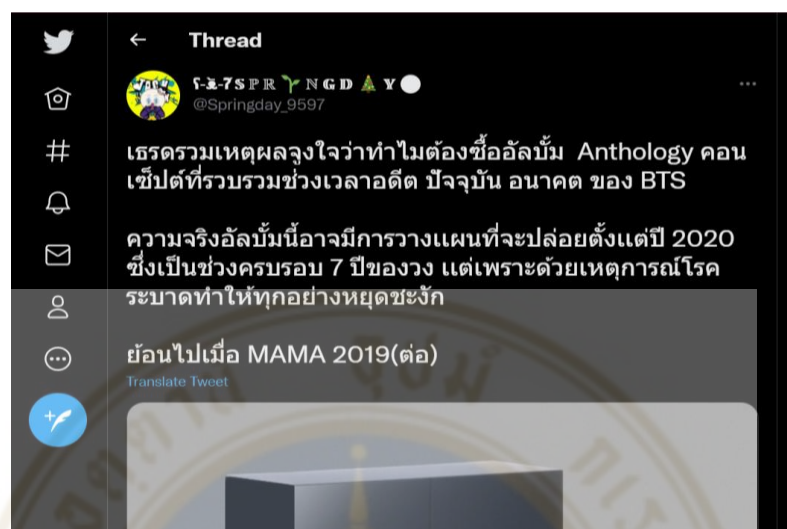 Thread
ʕ-ᴥ-7SℙℝNGDY
@Springday_9597
เธรดรวมเหตุผลจูงใจว่าทำไมต้องซื้ออัลบั้ม Anthology คอน
เซ็ปต์ที่รวบรวมช่วงเวลาอดีต ปัจจุบัน อนาคต ของ BTS
ความจริงอัลบั้มนี้อาจมีการวางแผนที่จะปล่อยตั้งแต่ปี 2020
ซึ่งเป็นช่วงครบรอบ 7 ปีของวง แต่เพราะด้วยเหตุการณ์โรค
ระบาดทำให้ทุกอย่างหยุดชะงัก
ย้อนไปเมื่อ MAMA 2019(ต่อ)
Translate Tweet